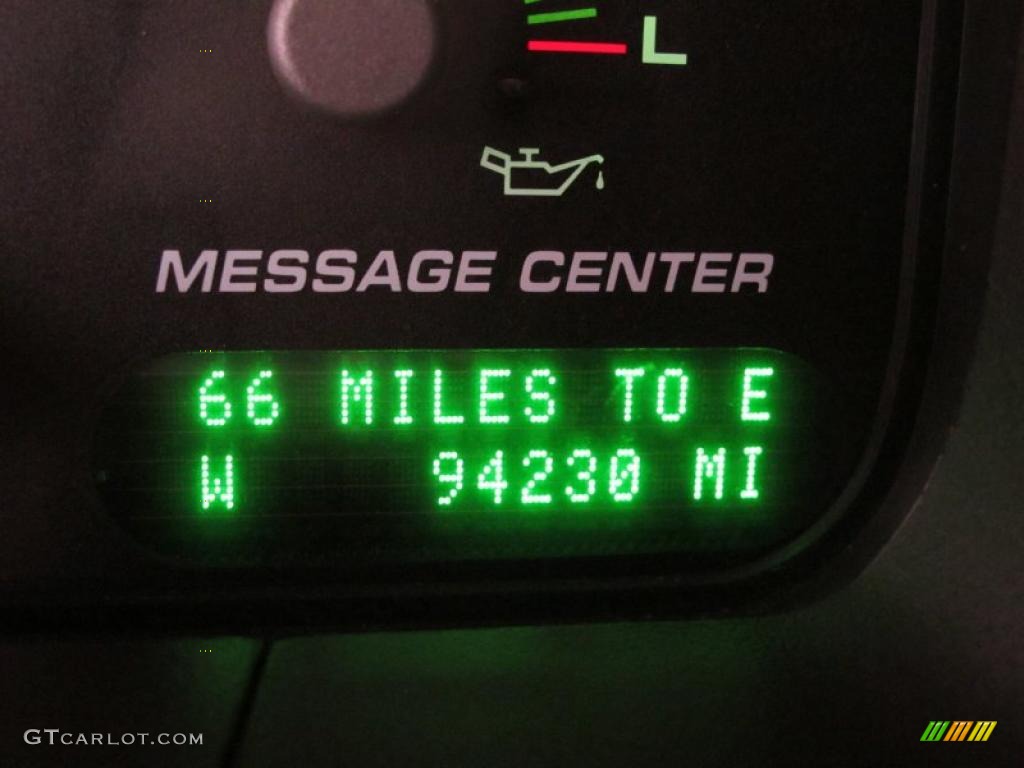 L
MESSAGE CENTER
66 MILES TO E
W 94230 MI
GTCARLOT.COM